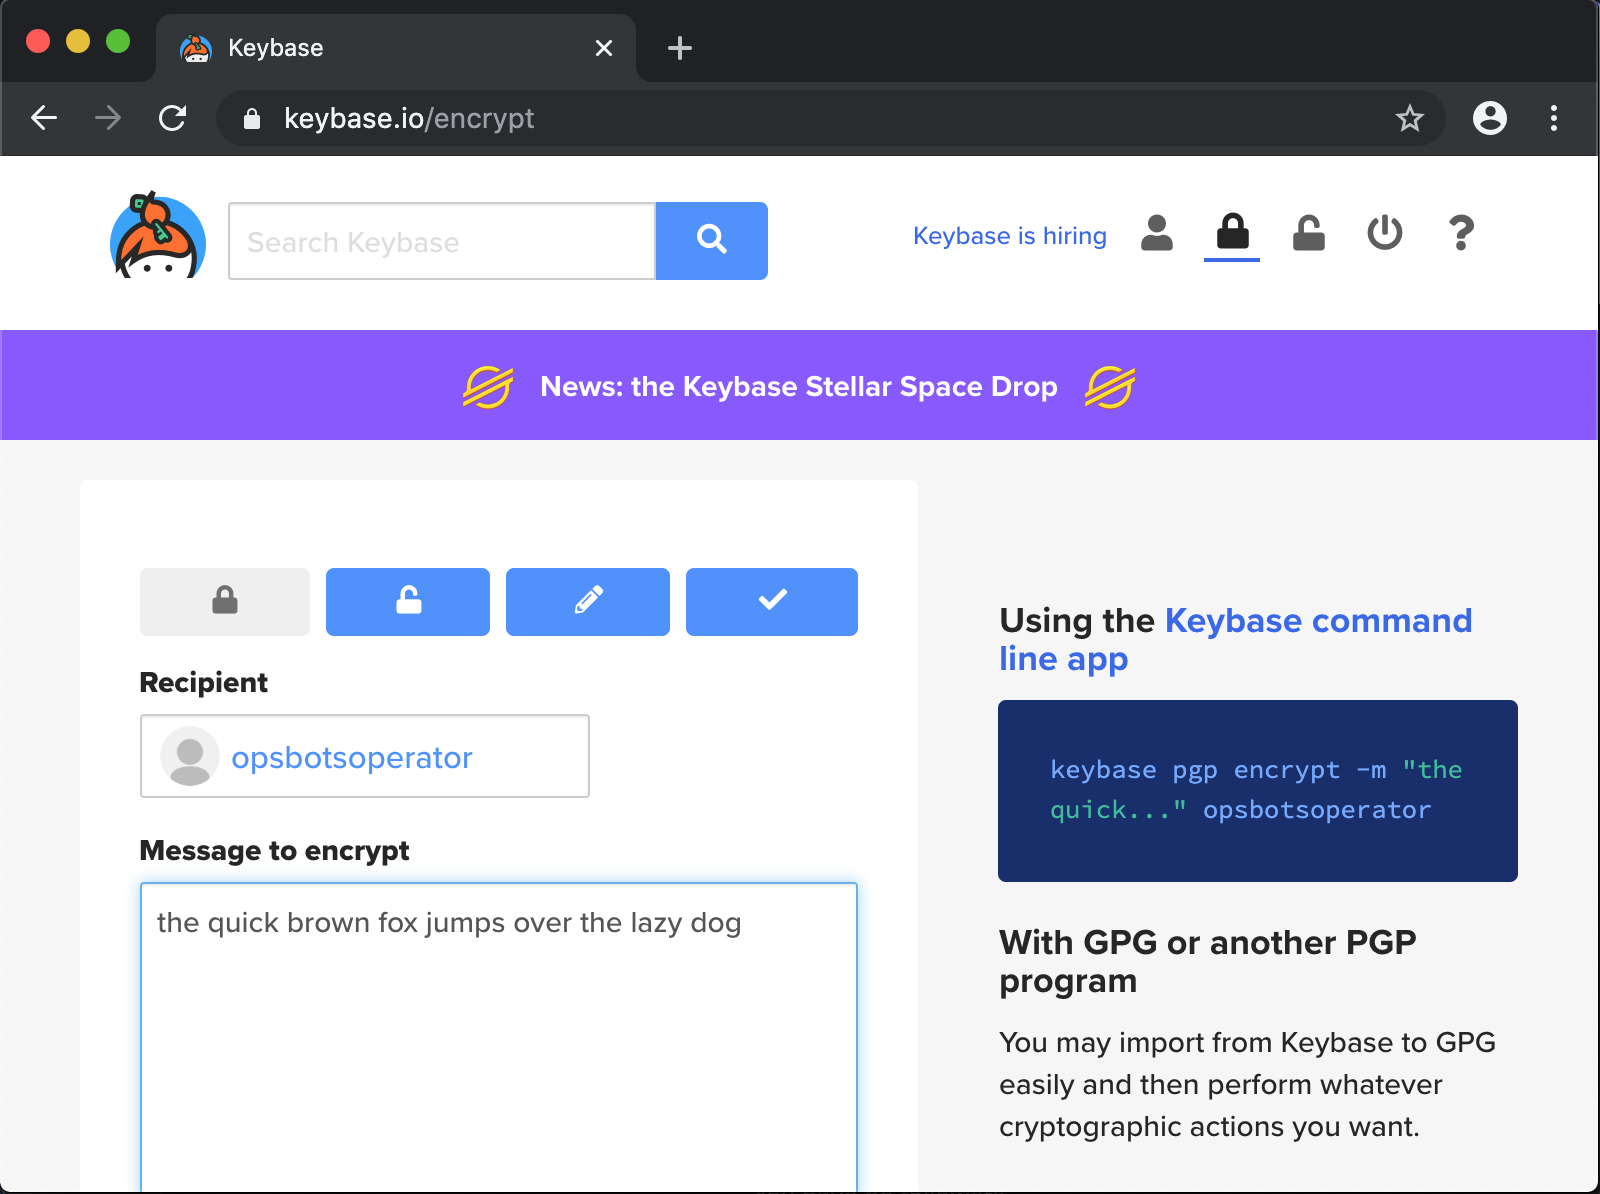 Keybase
keybase.io/encrypt
Search Keybase
Keybase is hiring
News: the Keybase Stellar Space Drop
Recipient
opsbotsoperator
Message to encrypt
the quick brown fox jumps over the lazy dog
Using the Keybase command
line app
keybase pgp encrypt -m "the
quick..." opsbotsoperator
With GPG or another PGP
program
You may import from Keybase to GPG
easily and then perform whatever
cryptographic actions you want.